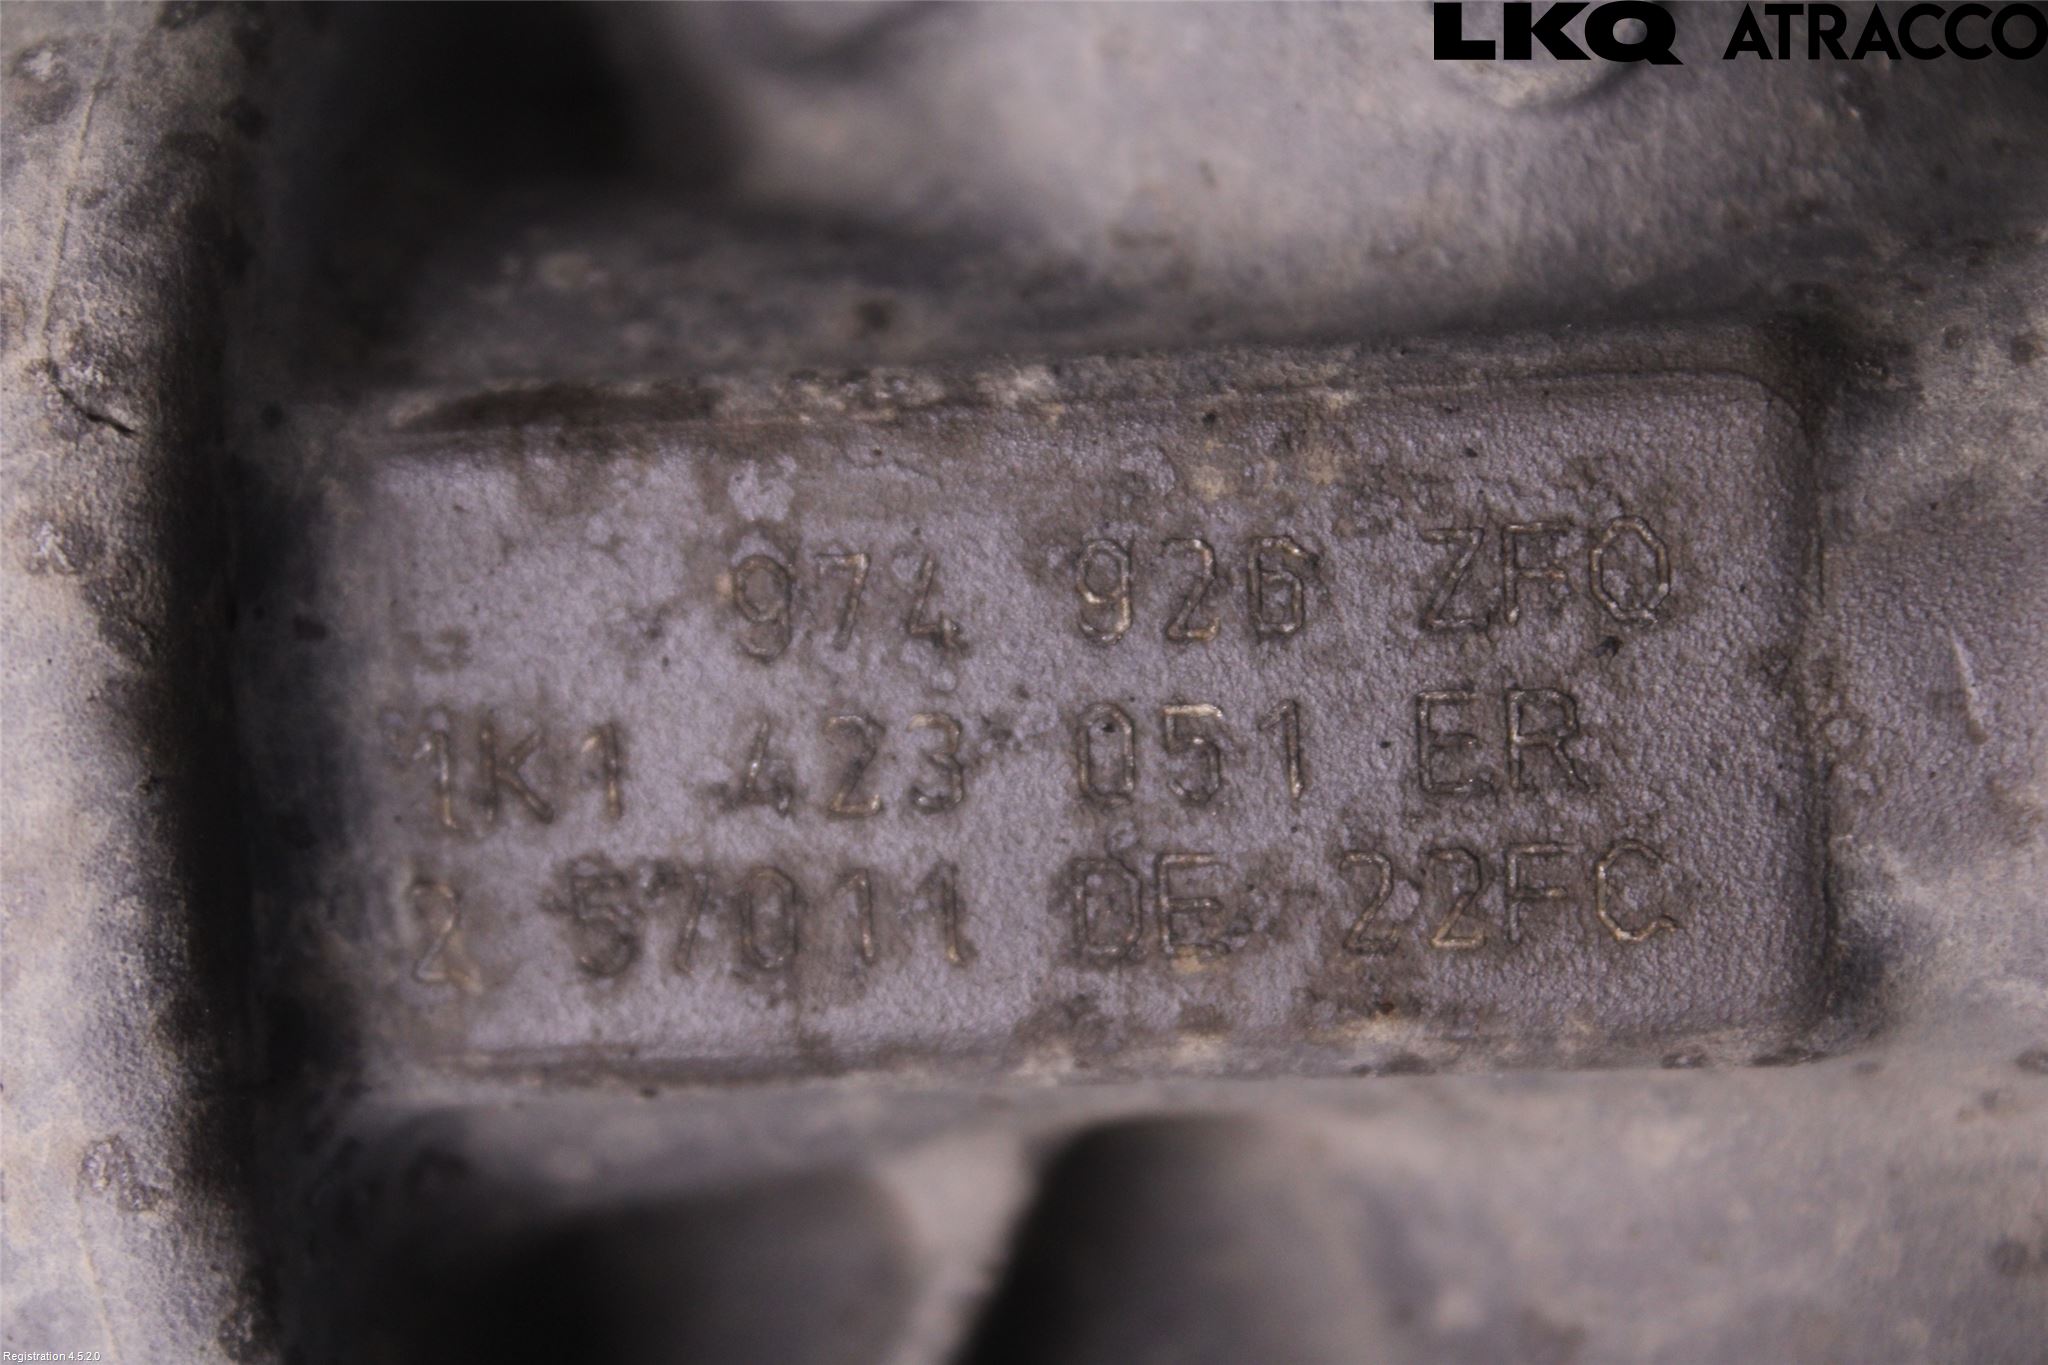 LKQ ATRACCO
974 926 ZFQ
1K1 423 051 ER
2 57011 DE 22FC
Registration 4.5.2.0